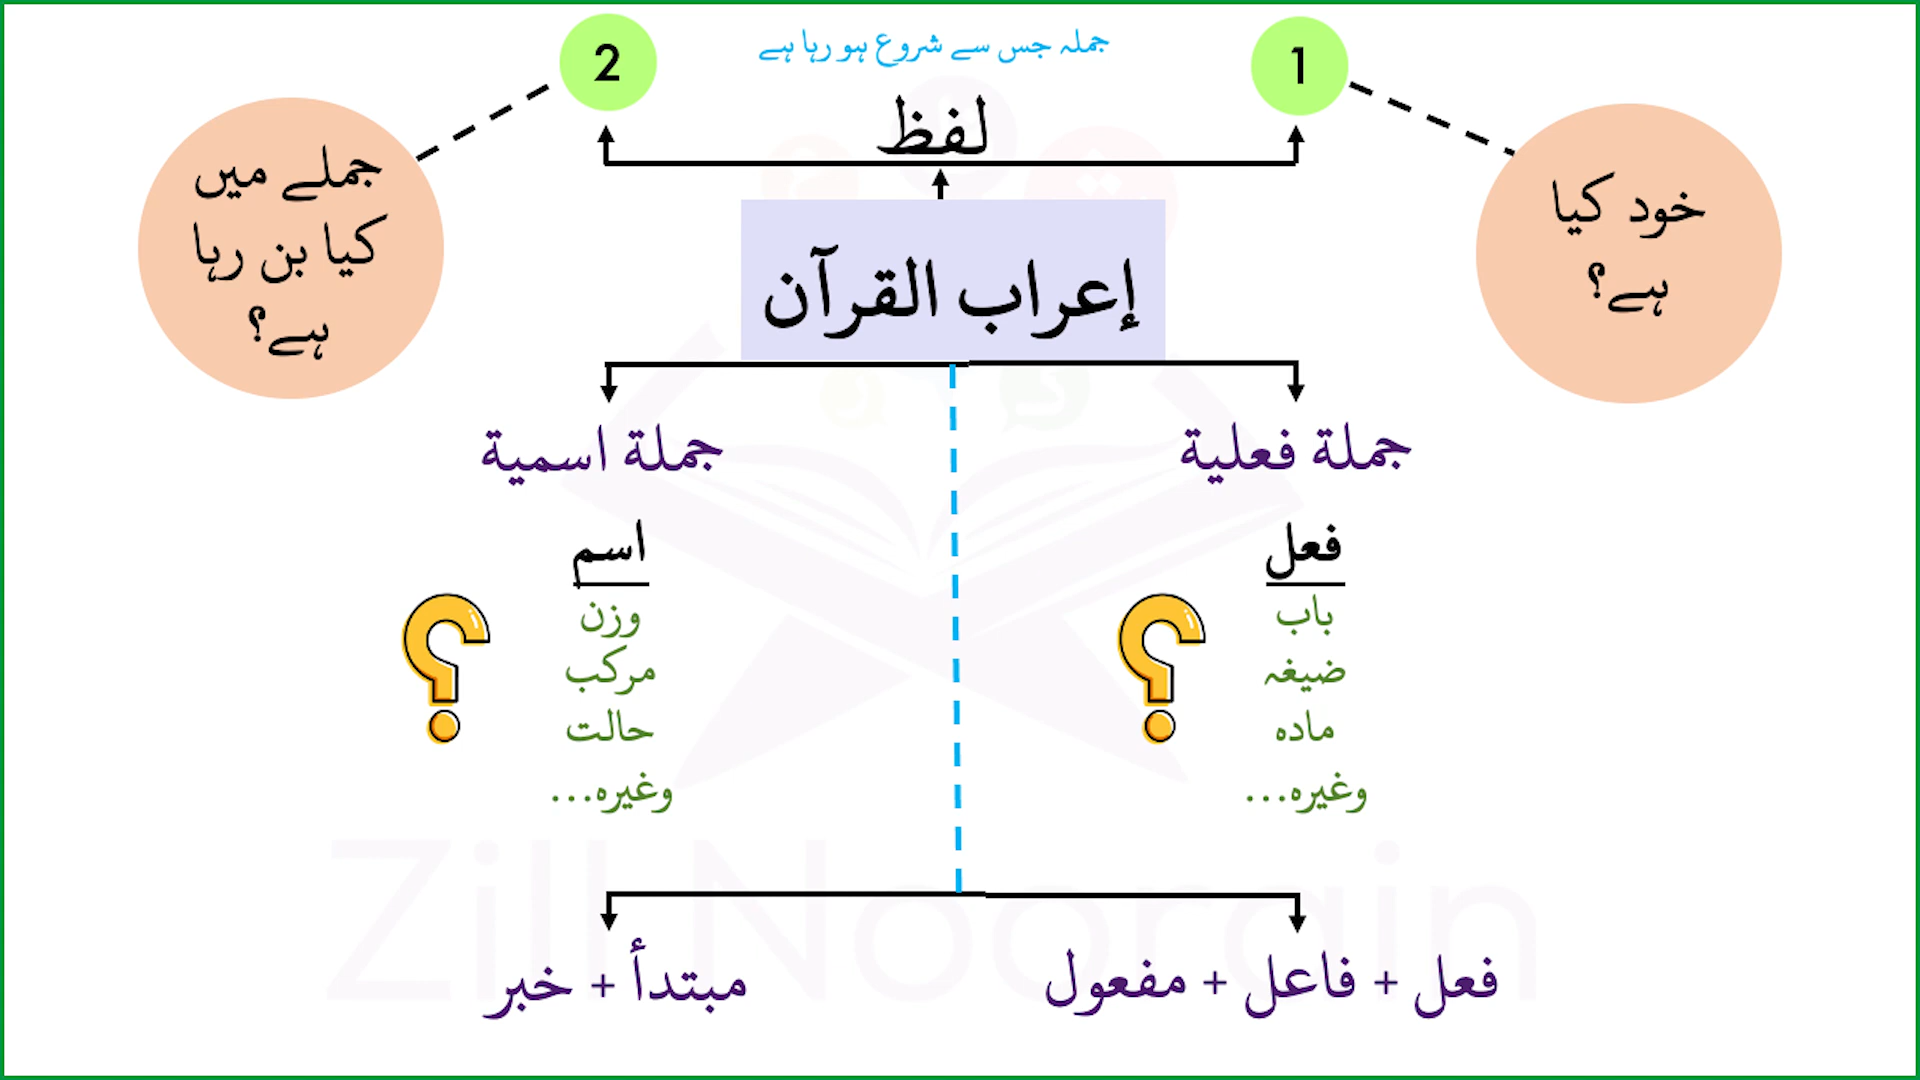 جملہ جس سے شروع ہو رہا ہے
1
2
لفظ
خود کیا
ہے؟
جملے میں
کیا بن رہا
ہے؟
إعراب القرآن
جملة فعلية
جملة اسمية
فعل
باب
ضیغہ
مادہ
وغیرہ...
اسم
وزن
مرکب
حالت
وغیرہ...
فعل + فاعل + مفعول
مبتدأ + خبر
Zill Noorain